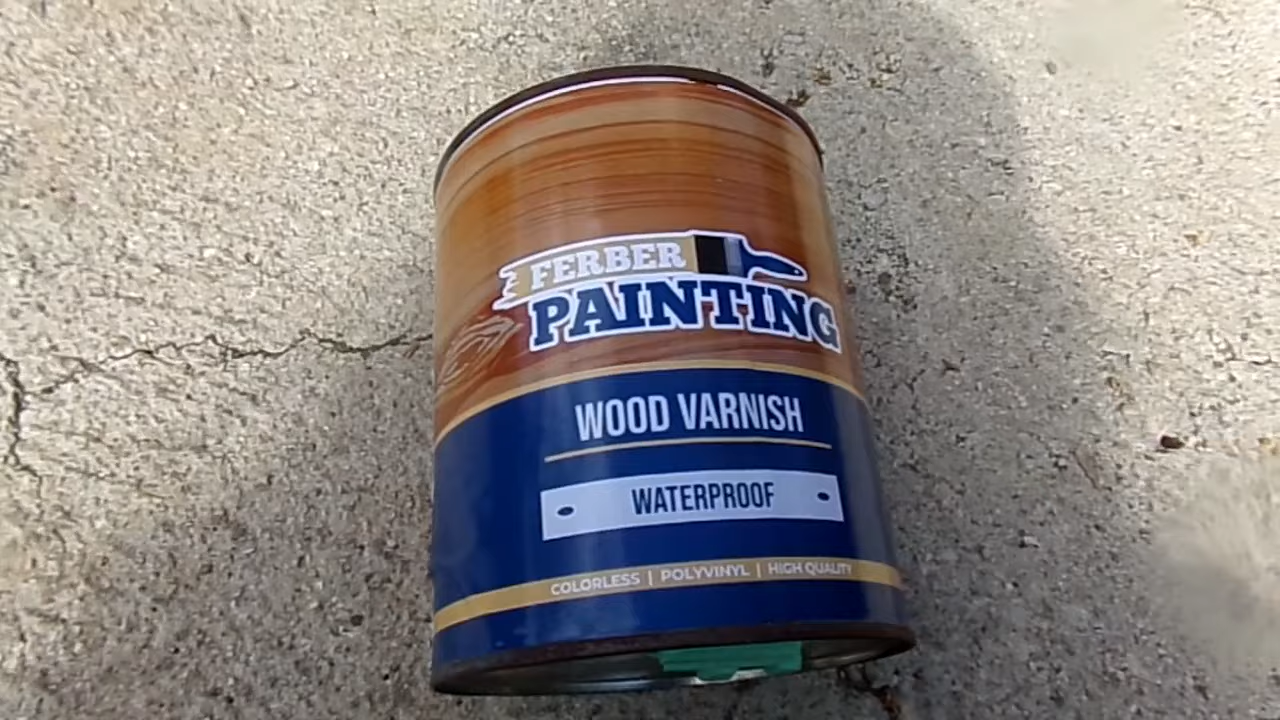 FERBER
PAINTING
WOOD VARNISH
WATERPROOF
COLORLESS | POLYVINYL | HIGH QUALITY